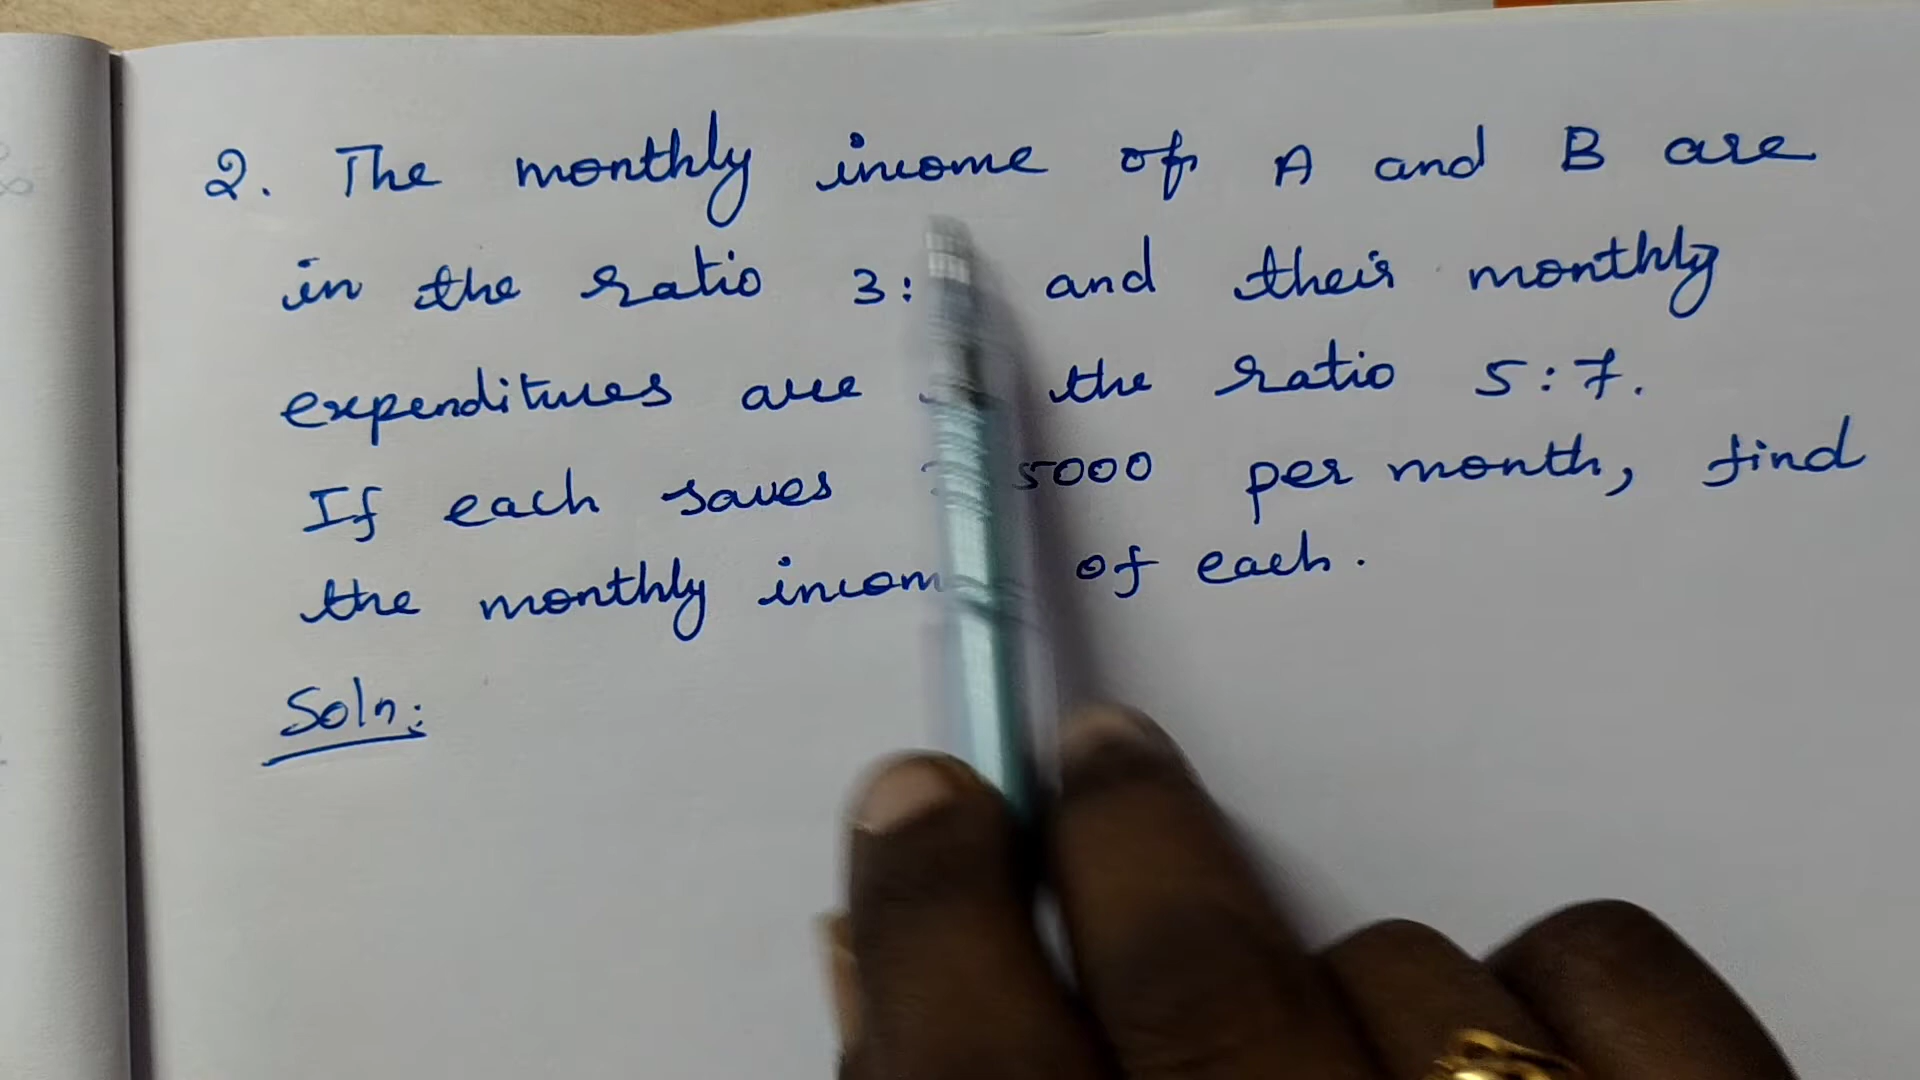 2. The monthly income of A and B are
in the ratio 3: and their monthly
expenditures are the ratio 5:7.
If each saves 5000 per month, find
the monthly of each.
Soln: